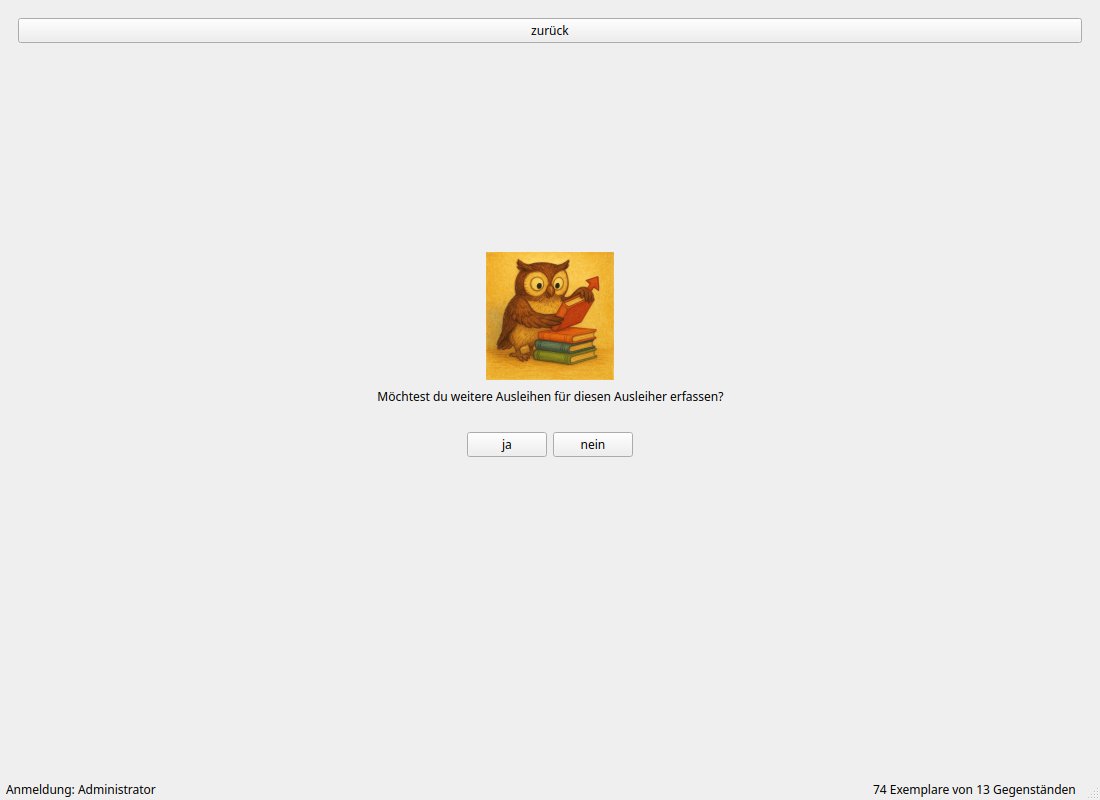 zurück
Möchtest du weitere Ausleihen für diesen Ausleiher erfassen?
ja
nein
Anmeldung: Administrator
74 Exemplare von 13 Gegenständen